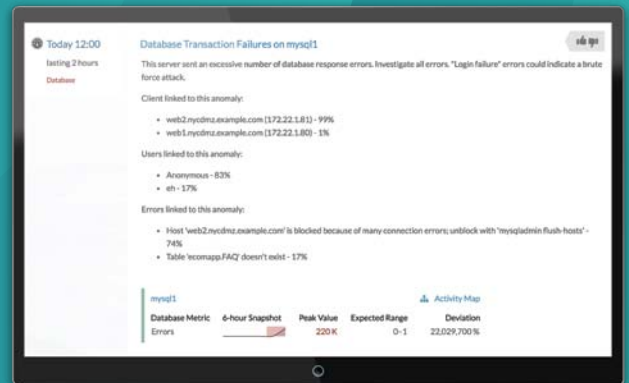 Today 12:00
lasting 2 hours
Database
Database Transaction Failures on mysql1
This server sent an excessive number of database response errors. Investigate all errors. "Login failure" errors could indicate a brute
force attack.
Client linked to this anomaly:
web2.nycdmz.example.com (172.22.1.81) - 99%
web1.nycdmz.example.com (172.22.1.80) - 1%
Users linked to this anomaly:
Anonymous - 83%
eh - 17%
Errors linked to this anomaly:
Host 'web2.nycdmz.example.com' is blocked because of many connection errors; unblock with 'mysqladmin flush-hosts' -
74%
Table 'ecomapp.FAQ' doesn't exist - 17%
mysql1 Activity Map
Database Metric 6-hour Snapshot Peak Value Expected Range Deviation
Errors 220 K 0-1 22,029,700%